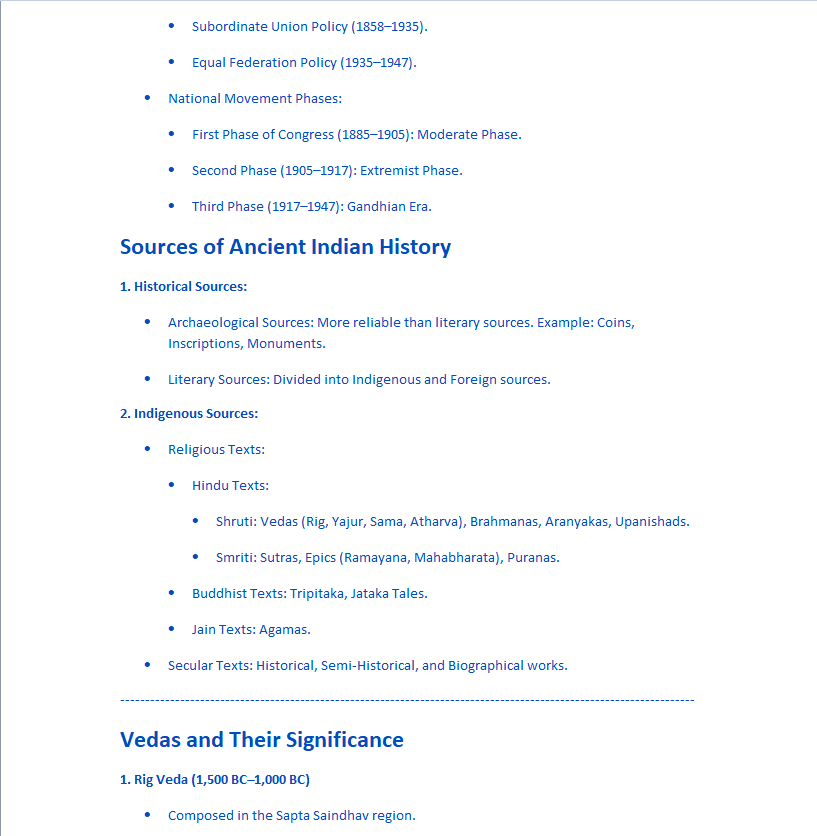 • Subordinate Union Policy (1858–1935).
• Equal Federation Policy (1935–1947).
• National Movement Phases:
• First Phase of Congress (1885–1905): Moderate Phase.
• Second Phase (1905–1917): Extremist Phase.
• Third Phase (1917–1947): Gandhian Era.
Sources of Ancient Indian History
1. Historical Sources:
• Archaeological Sources: More reliable than literary sources. Example: Coins,
Inscriptions, Monuments.
• Literary Sources: Divided into Indigenous and Foreign sources.
2. Indigenous Sources:
• Religious Texts:
• Hindu Texts:
• Shruti: Vedas (Rig, Yajur, Sama, Atharva), Brahmanas, Aranyakas, Upanishads.
• Smriti: Sutras, Epics (Ramayana, Mahabharata), Puranas.
• Buddhist Texts: Tripitaka, Jataka Tales.
• Jain Texts: Agamas.
• Secular Texts: Historical, Semi-Historical, and Biographical works.
-------------------------------------------------------------------------------------------------------------------
Vedas and Their Significance
1. Rig Veda (1,500 BC–1,000 BC)
• Composed in the Sapta Saindhav region.